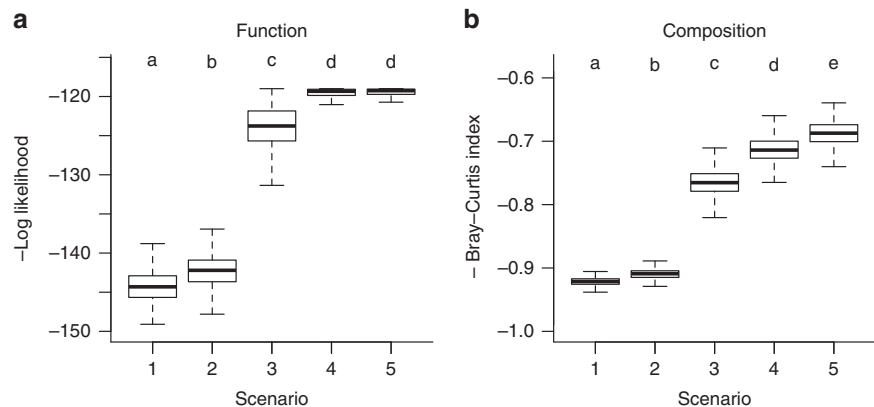 a
Function
a b c d d
–Log likelihood
–120
–130
–140
–150
1 2 3 4 5
Scenario
b
Composition
a b c d e
– Bray–Curtis index
–0.6
–0.7
–0.8
–0.9
–1.0
1 2 3 4 5
Scenario